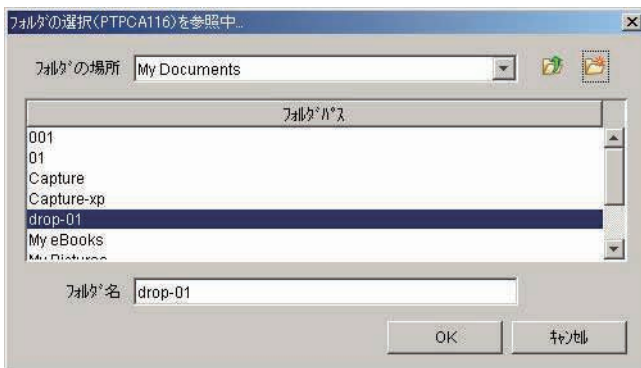 フォルダの選択(PTPCA116)を参照中...
フォルダの場所 My Documents
フォルダパス
001
01
Capture
Capture-xp
drop-01
My eBooks
My Pictures
フォルダ名 drop-01
OK キャンセル